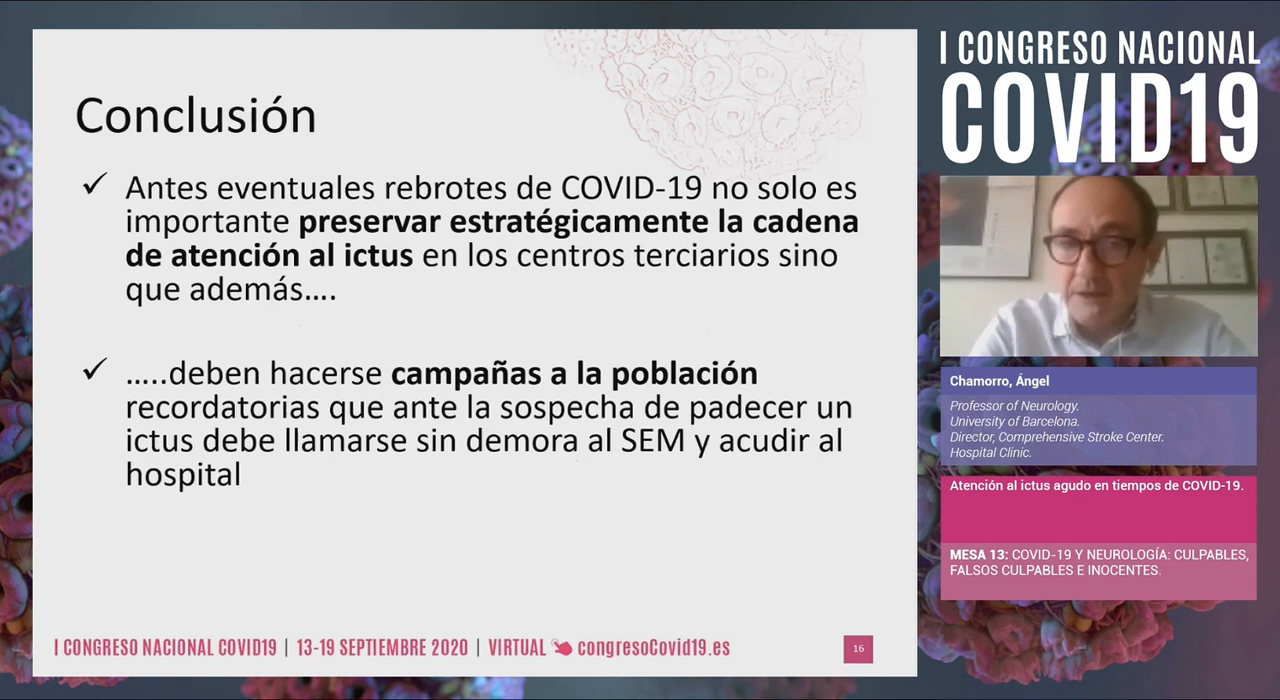 Conclusión
✓ Antes eventuales rebrotes de COVID-19 no solo es
importante preservar estratégicamente la cadena
de atención al ictus en los centros terciarios sino
que además....
✓ .....deben hacerse campañas a la población
recordatorias que ante la sospecha de padecer un
ictus debe llamarse sin demora al SEM y acudir al
hospital
I CONGRESO NACIONAL COVID19 | 13-19 SEPTIEMBRE 2020 | VIRTUAL congresoCovid19.es
16
I CONGRESO NACIONAL
COVID19
Chamorro, Ángel
Professor of Neurology.
University of Barcelona.
Director, Comprehensive Stroke Center.
Hospital Clínic.
Atención al ictus agudo en tiempos de COVID-19.
MESA 13: COVID-19 Y NEUROLOGÍA: CULPABLES,
FALSOS CULPABLES E INOCENTES.